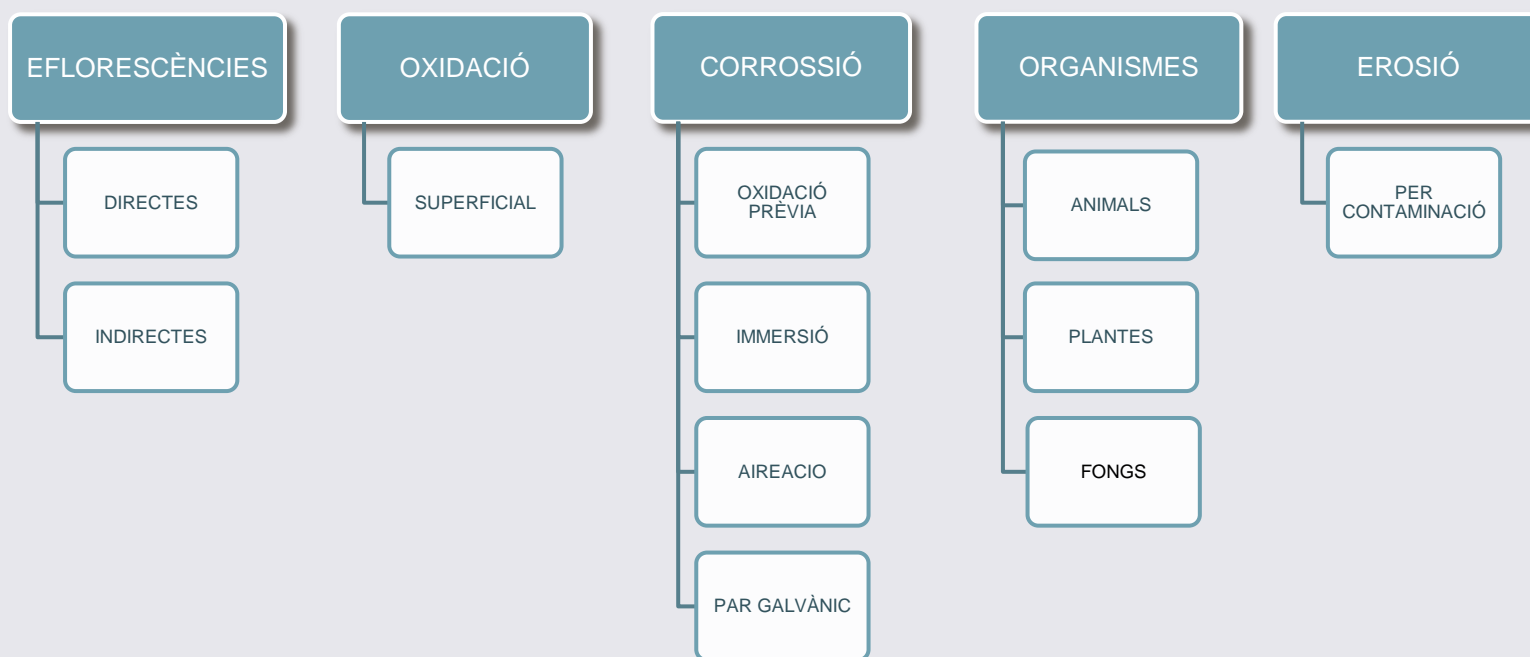 EFLORESCÈNCIES
DIRECTES
INDIRECTES
OXIDACIÓ
SUPERFICIAL
CORROSSIÓ
OXIDACIÓ
PRÈVIA
IMMERSIÓ
AIREACIO
PAR GALVÀNIC
ORGANISMES
ANIMALS
PLANTES
FONGS
EROSIÓ
PER
CONTAMINACIÓ